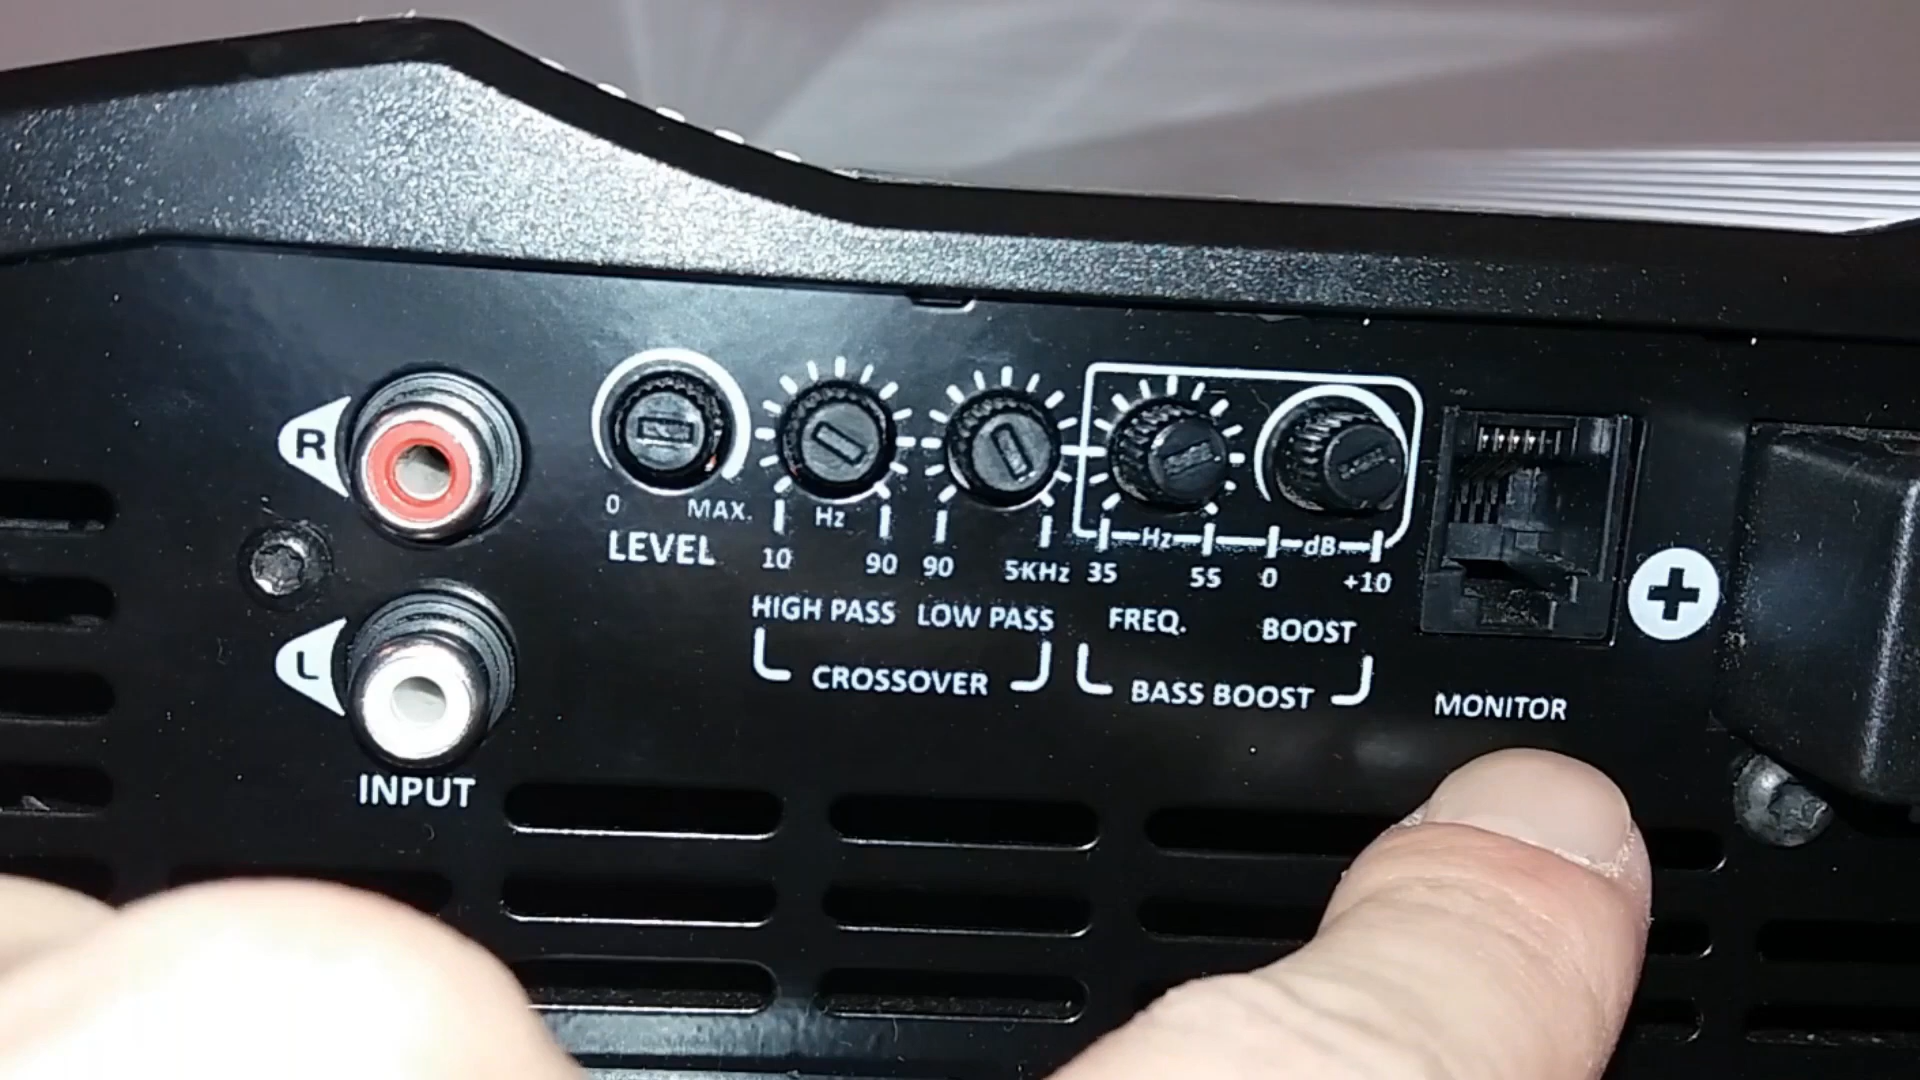 R
L
INPUT
0 MAX.
LEVEL
Hz
10 90
HIGH PASS
90 5KHz
LOW PASS
CROSSOVER
Hz
35 55
FREQ.
dB
0 +10
BOOST
BASS BOOST
MONITOR
+